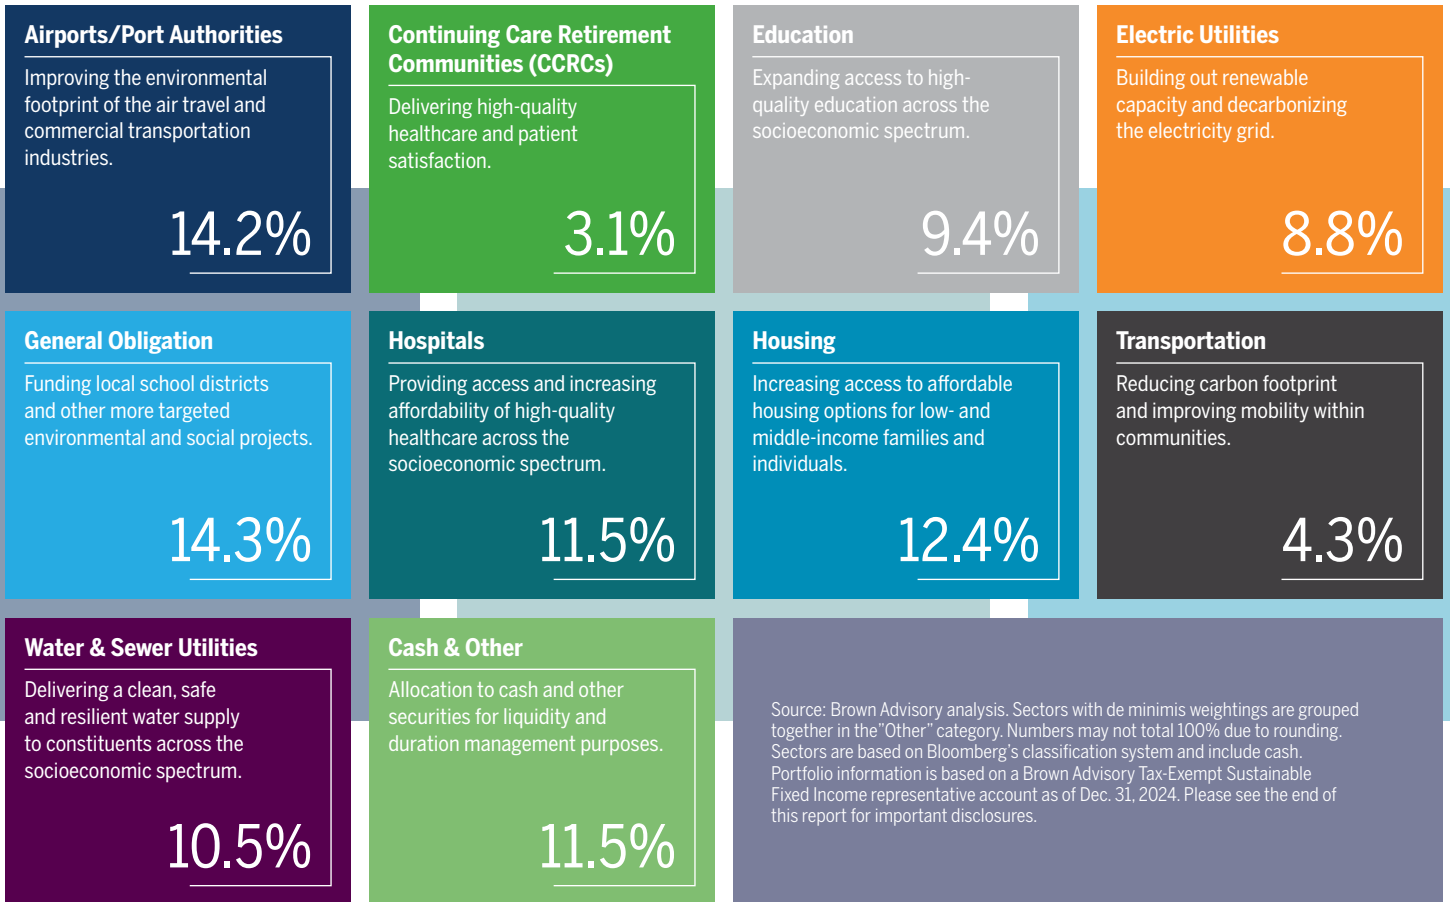 Airports/Port Authorities
Improving the environmental
footprint of the air travel and
commercial transportation
industries.
14.2%
Continuing Care Retirement
Communities (CCRCs)
Delivering high-quality
healthcare and patient
satisfaction.
3.1%
Education
Expanding access to high-
quality education across the
socioeconomic spectrum.
9.4%
Electric Utilities
Building out renewable
capacity and decarbonizing
the electricity grid.
8.8%
General Obligation
Funding local school districts
and other more targeted
environmental and social projects.
14.3%
Hospitals
Providing access and increasing
affordability of high-quality
healthcare across the
socioeconomic spectrum.
11.5%
Housing
Increasing access to affordable
housing options for low- and
middle-income families and
individuals.
12.4%
Transportation
Reducing carbon footprint
and improving mobility within
communities.
4.3%
Water & Sewer Utilities
Delivering a clean, safe
and resilient water supply
to constituents across the
socioeconomic spectrum.
10.5%
Cash & Other
Allocation to cash and other
securities for liquidity and
duration management purposes.
11.5%
Source: Brown Advisory analysis. Sectors with de minimis weightings are grouped
together in the"Other" category. Numbers may not total 100% due to rounding.
Sectors are based on Bloomberg's classification system and include cash.
Portfolio information is based on a Brown Advisory Tax-Exempt Sustainable
Fixed Income representative account as of Dec. 31, 2024. Please see the end of
this report for important disclosures.